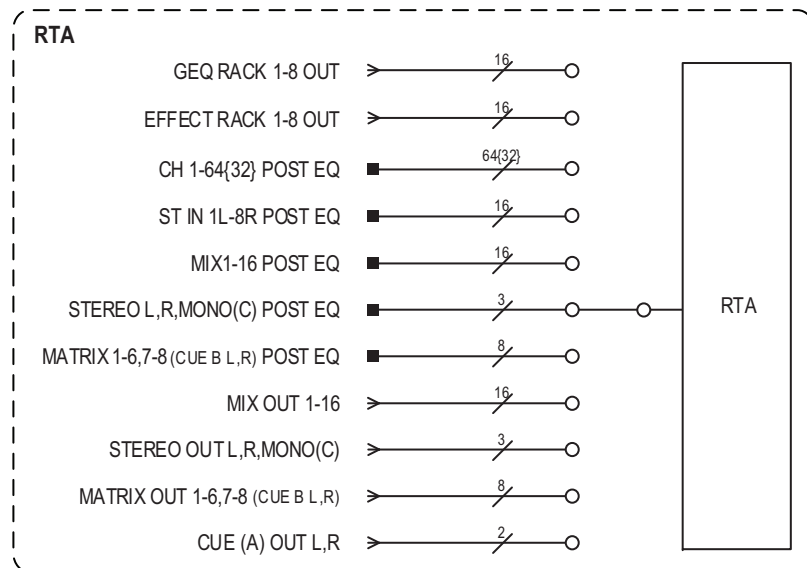 RTA
GEQ RACK 1-8 OUT 16
EFFECT RACK 1-8 OUT 16
CH 1-64{32} POST EQ 64{32}
ST IN 1L-8R POST EQ 16
MIX1-16 POST EQ 16
STEREO L,R,MONO(C) POST EQ 3 RTA
MATRIX 1-6,7-8 (CUE B L,R) POST EQ 8
MIX OUT 1-16 16
STEREO OUT L,R,MONO(C) 3
MATRIX OUT 1-6,7-8 (CUE B L,R) 8
CUE (A) OUT L,R 2